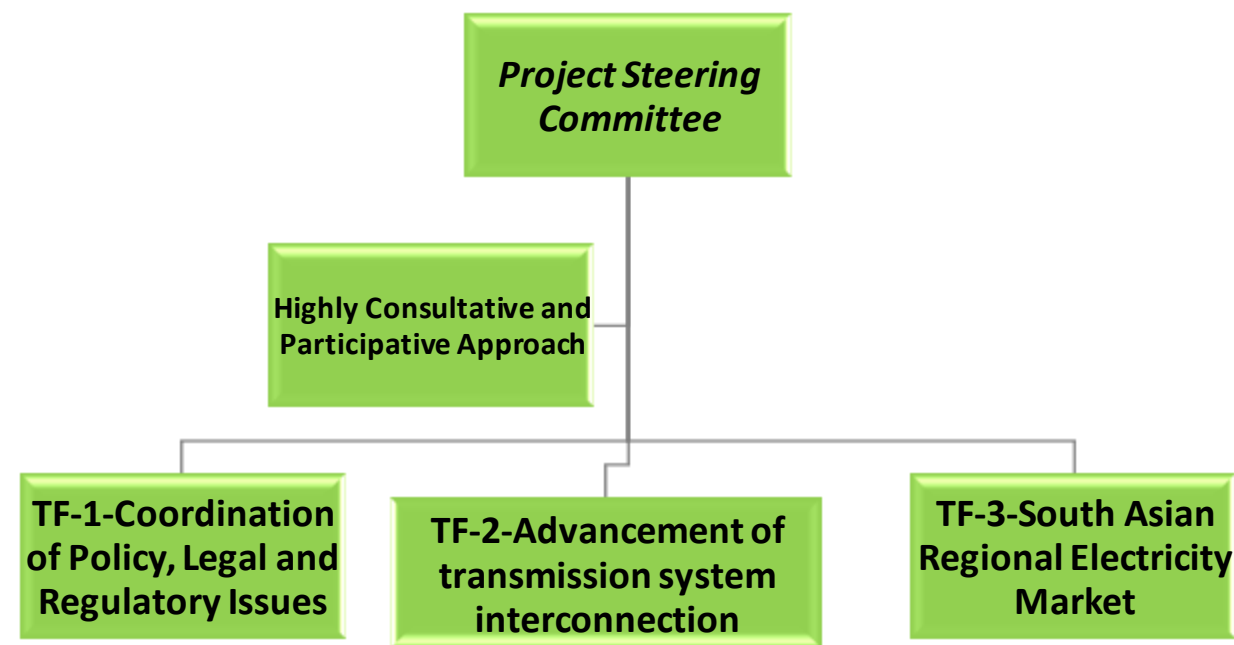 Project Steering
Committee
Highly Consultative and
Participative Approach
TF-1-Coordination
of Policy, Legal and
Regulatory Issues
TF-2-Advancement of
transmission system
interconnection
TF-3-South Asian
Regional Electricity
Market